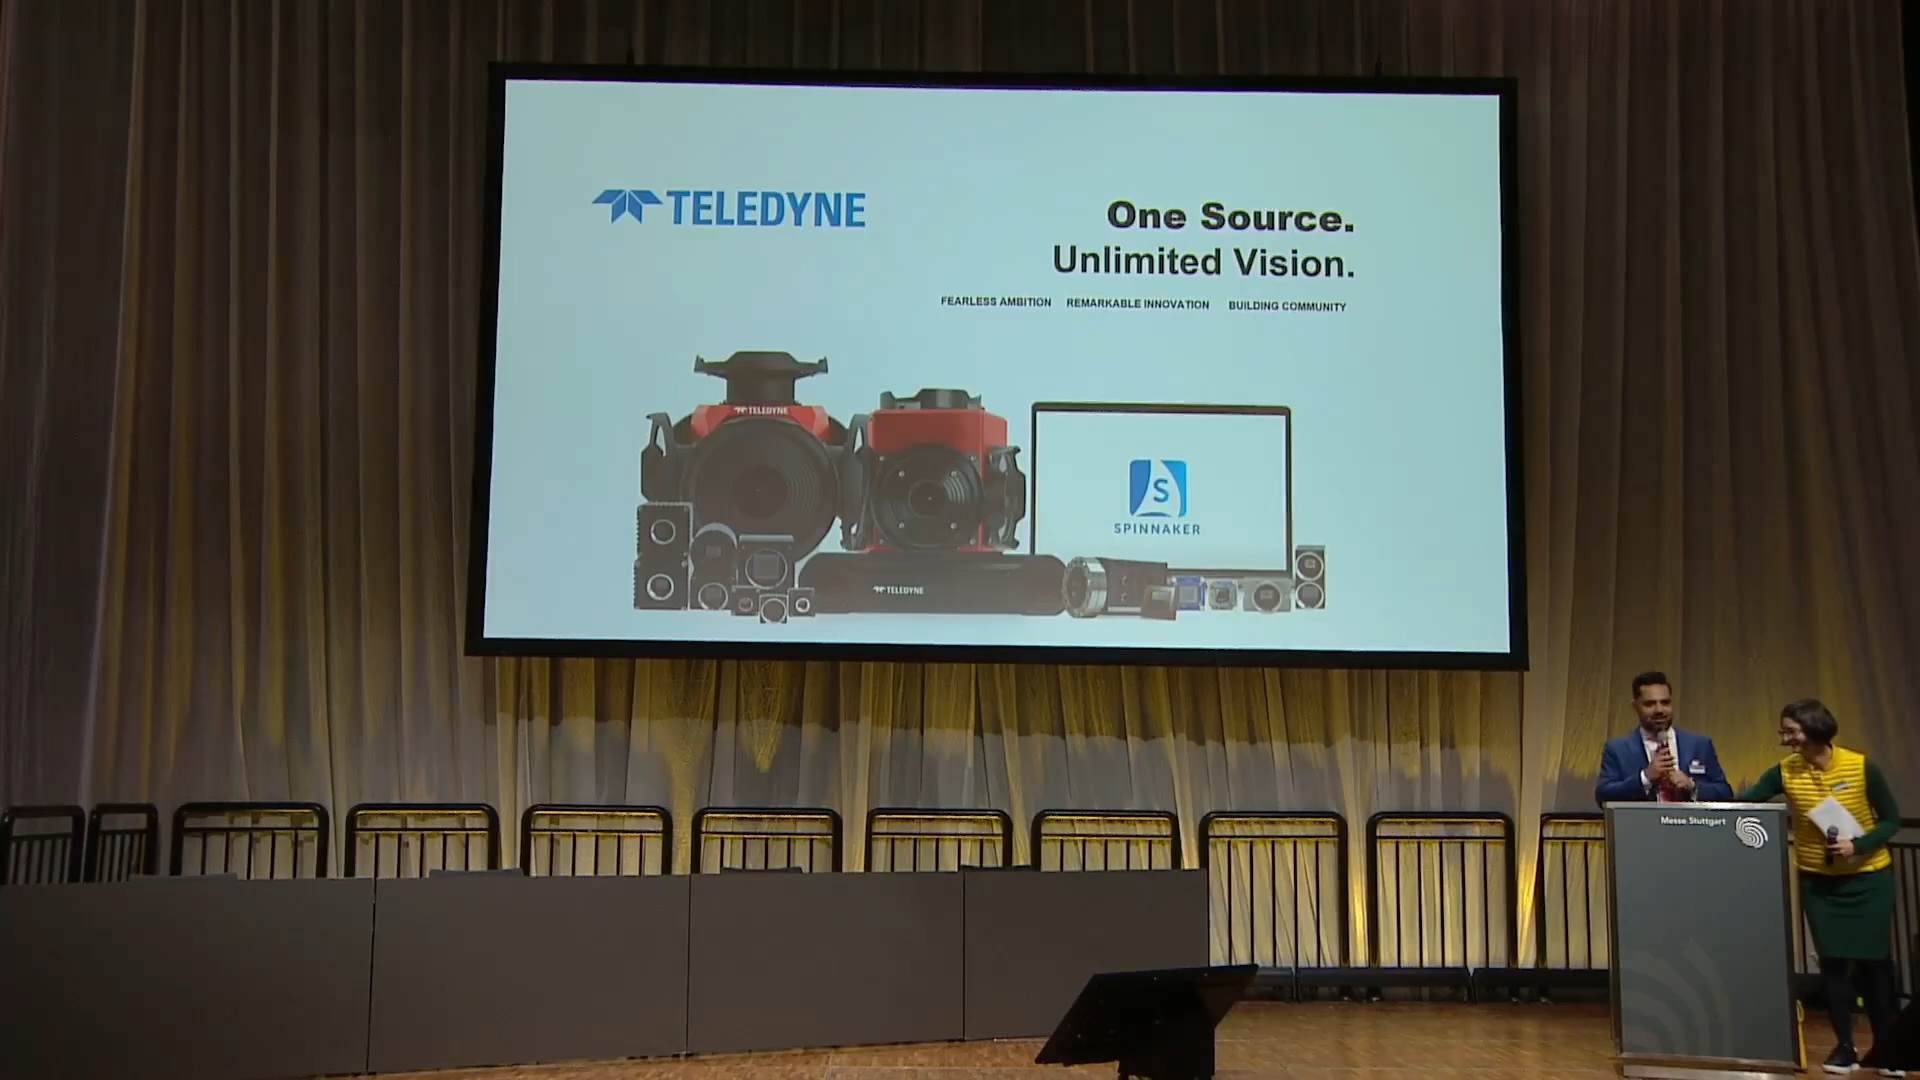 TELEDYNE
One Source.
Unlimited Vision.
FEARLESS AMBITION REMARKABLE INNOVATION BUILDING COMMUNITY
TELEDYNE
S
SPINNAKER
TELEDYNE
Messe Stuttgart